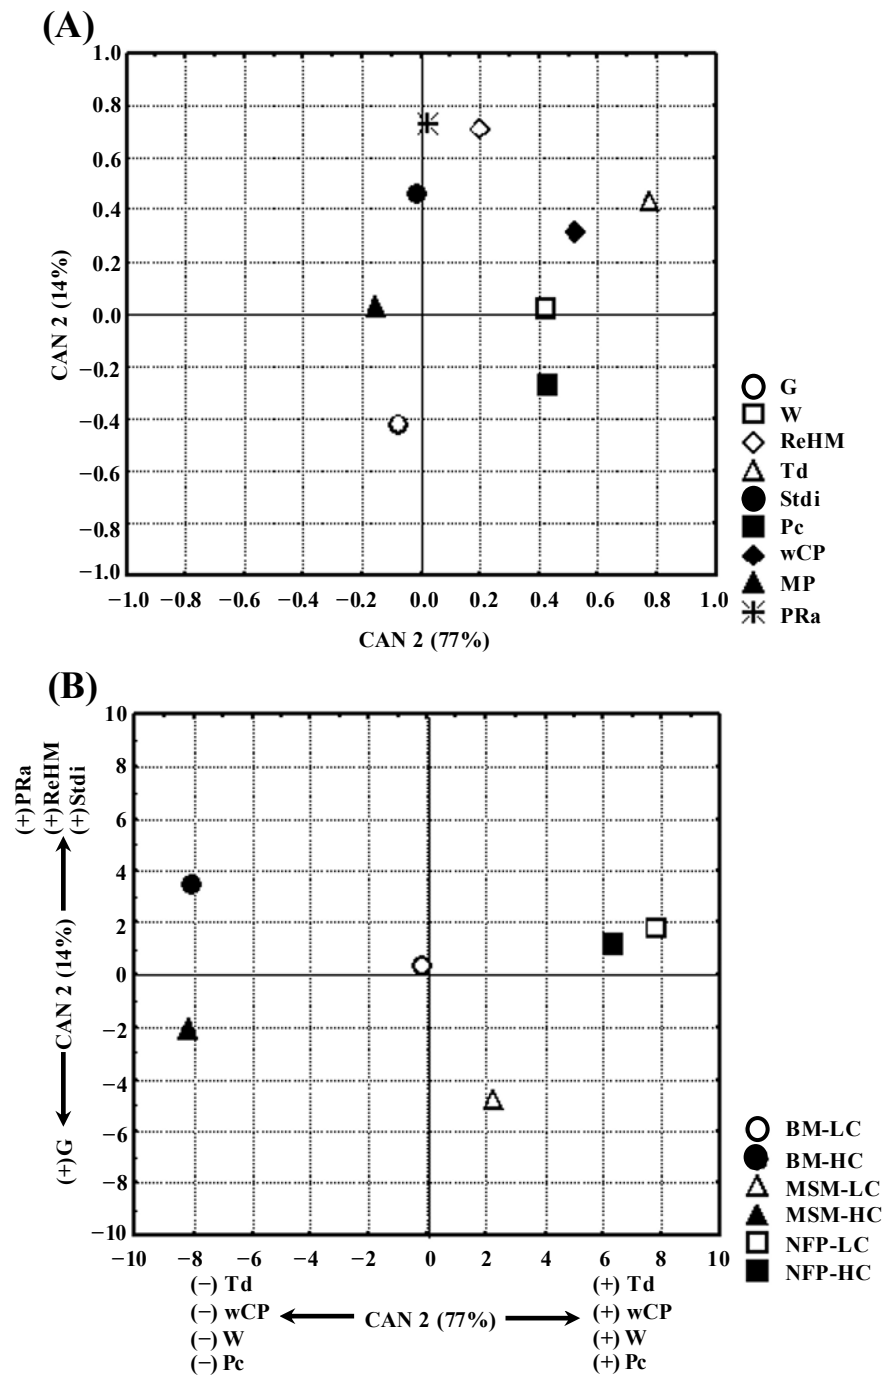 (A)
1.0
0.8
0.6
0.4
0.2
0.0
−0.2
−0.4
−0.6
−0.8
−1.0
CAN 2 (14%)
−1.0 −0.8 −0.6 −0.4 −0.2 0.0 0.2 0.4 0.6 0.8 1.0
CAN 2 (77%)
G
W
ReHM
Td
Stdi
Pc
wCP
MP
PRa
(B)
10
8
6
4
2
0
−2
−4
−6
−8
−10
(+)PRa
(+)ReHM
(+)Stdi
CAN 2 (14%)
(+)G
−10 −8 −6 −4 −2 0 2 4 6 8 10
(−) Td
(−) wCP
(−) W
(−) Pc
CAN 2 (77%)
(+) Td
(+) wCP
(+) W
(+) Pc
BM-LC
BM-HC
MSM-LC
MSM-HC
NFP-LC
NFP-HC